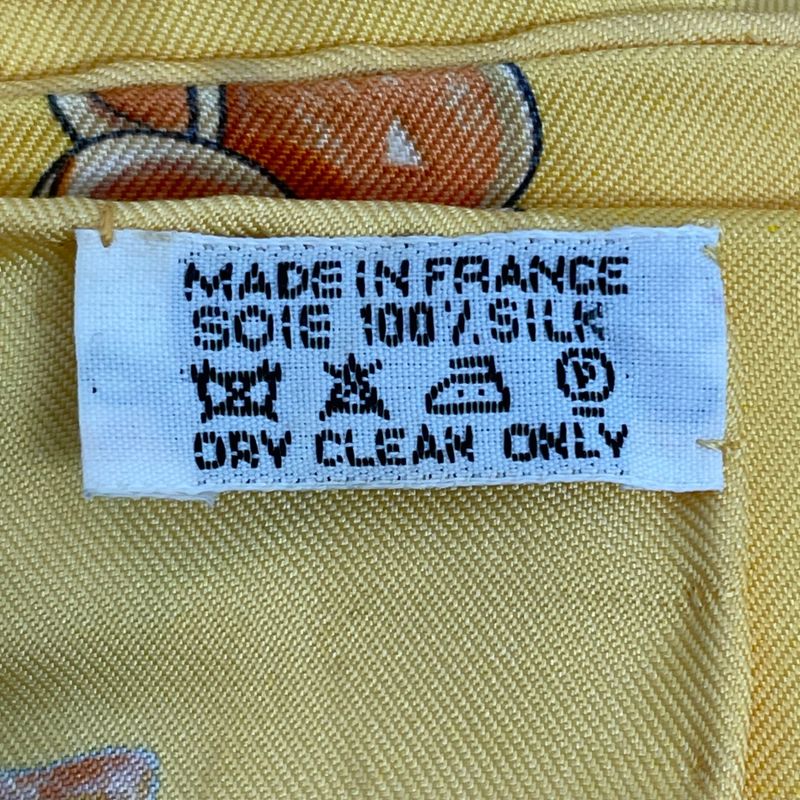 MADE IN FRANCE
SOIE 100% SILK
P
DRY CLEAN ONLY